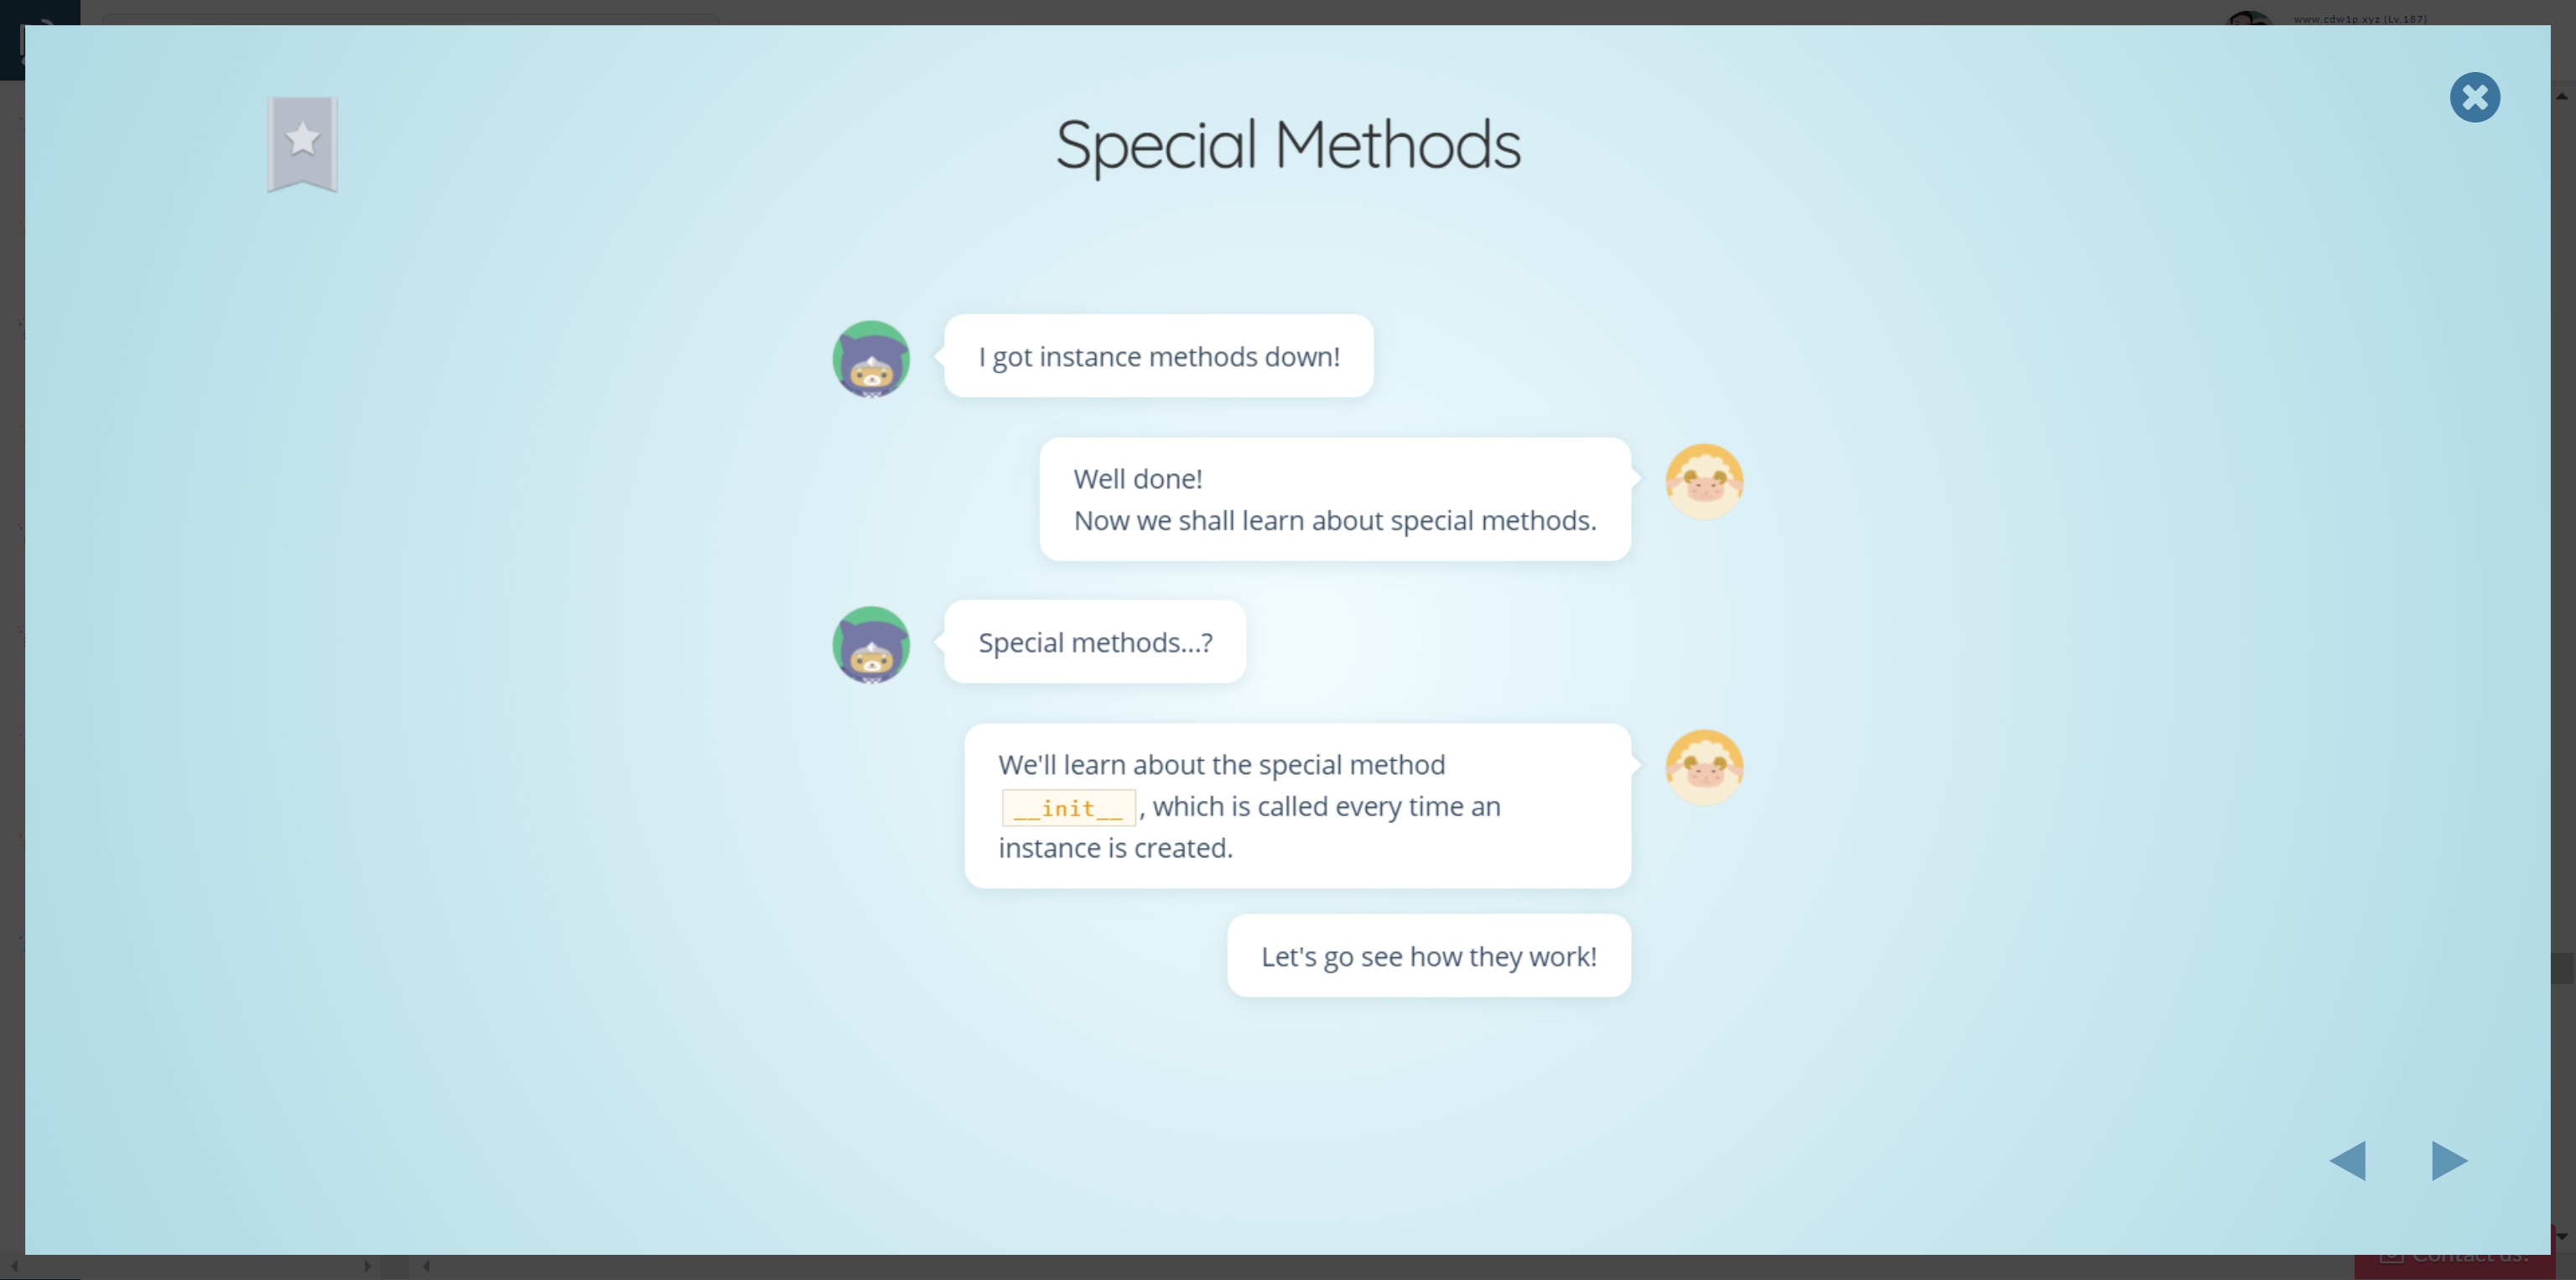 www.cdw1p.xyz (Lv.187)
Special Methods
I got instance methods down!
Well done!
Now we shall learn about special methods.
Special methods...?
We'll learn about the special method
__init__ , which is called every time an
instance is created.
Let's go see how they work!
Contact us!